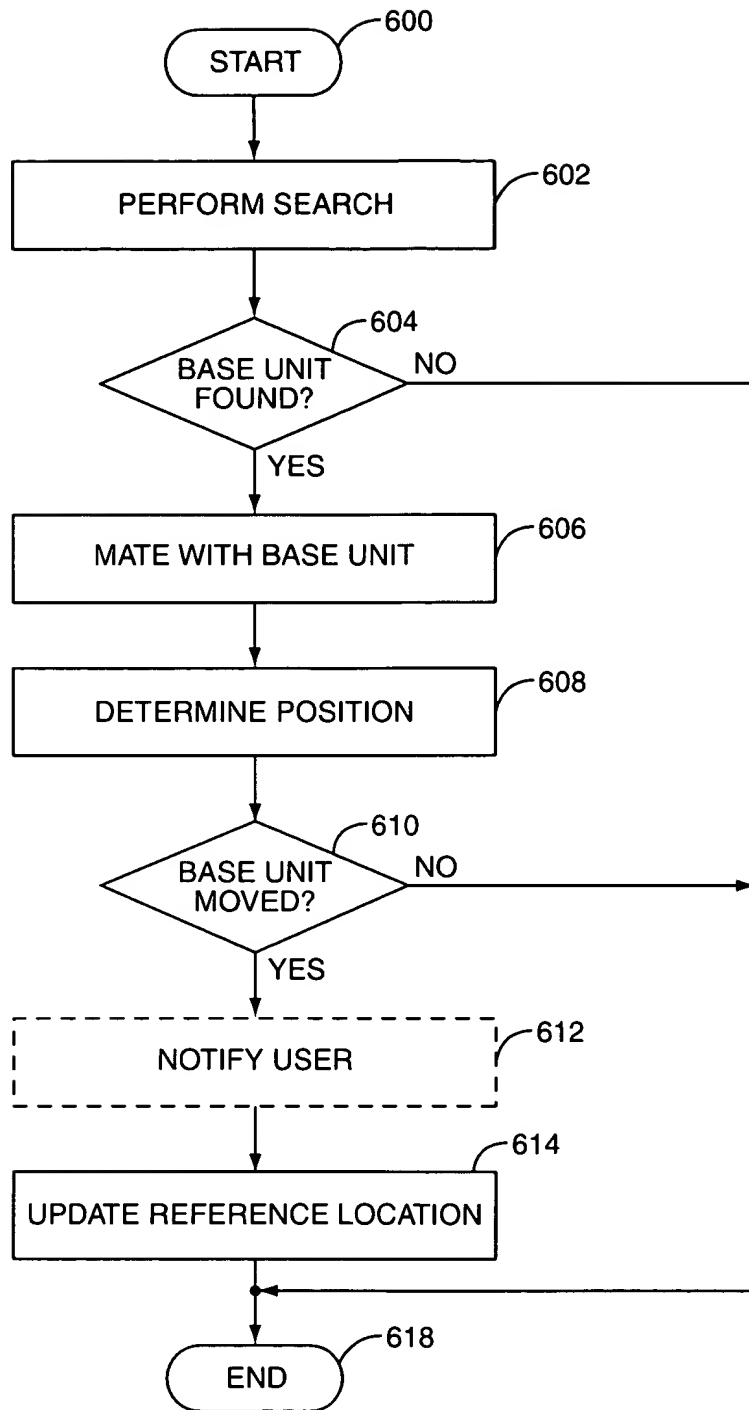 600
START
602
PERFORM SEARCH
604
BASE UNIT
FOUND?
NO
YES
606
MATE WITH BASE UNIT
608
DETERMINE POSITION
610
BASE UNIT
MOVED?
NO
YES
612
NOTIFY USER
614
UPDATE REFERENCE LOCATION
618
END